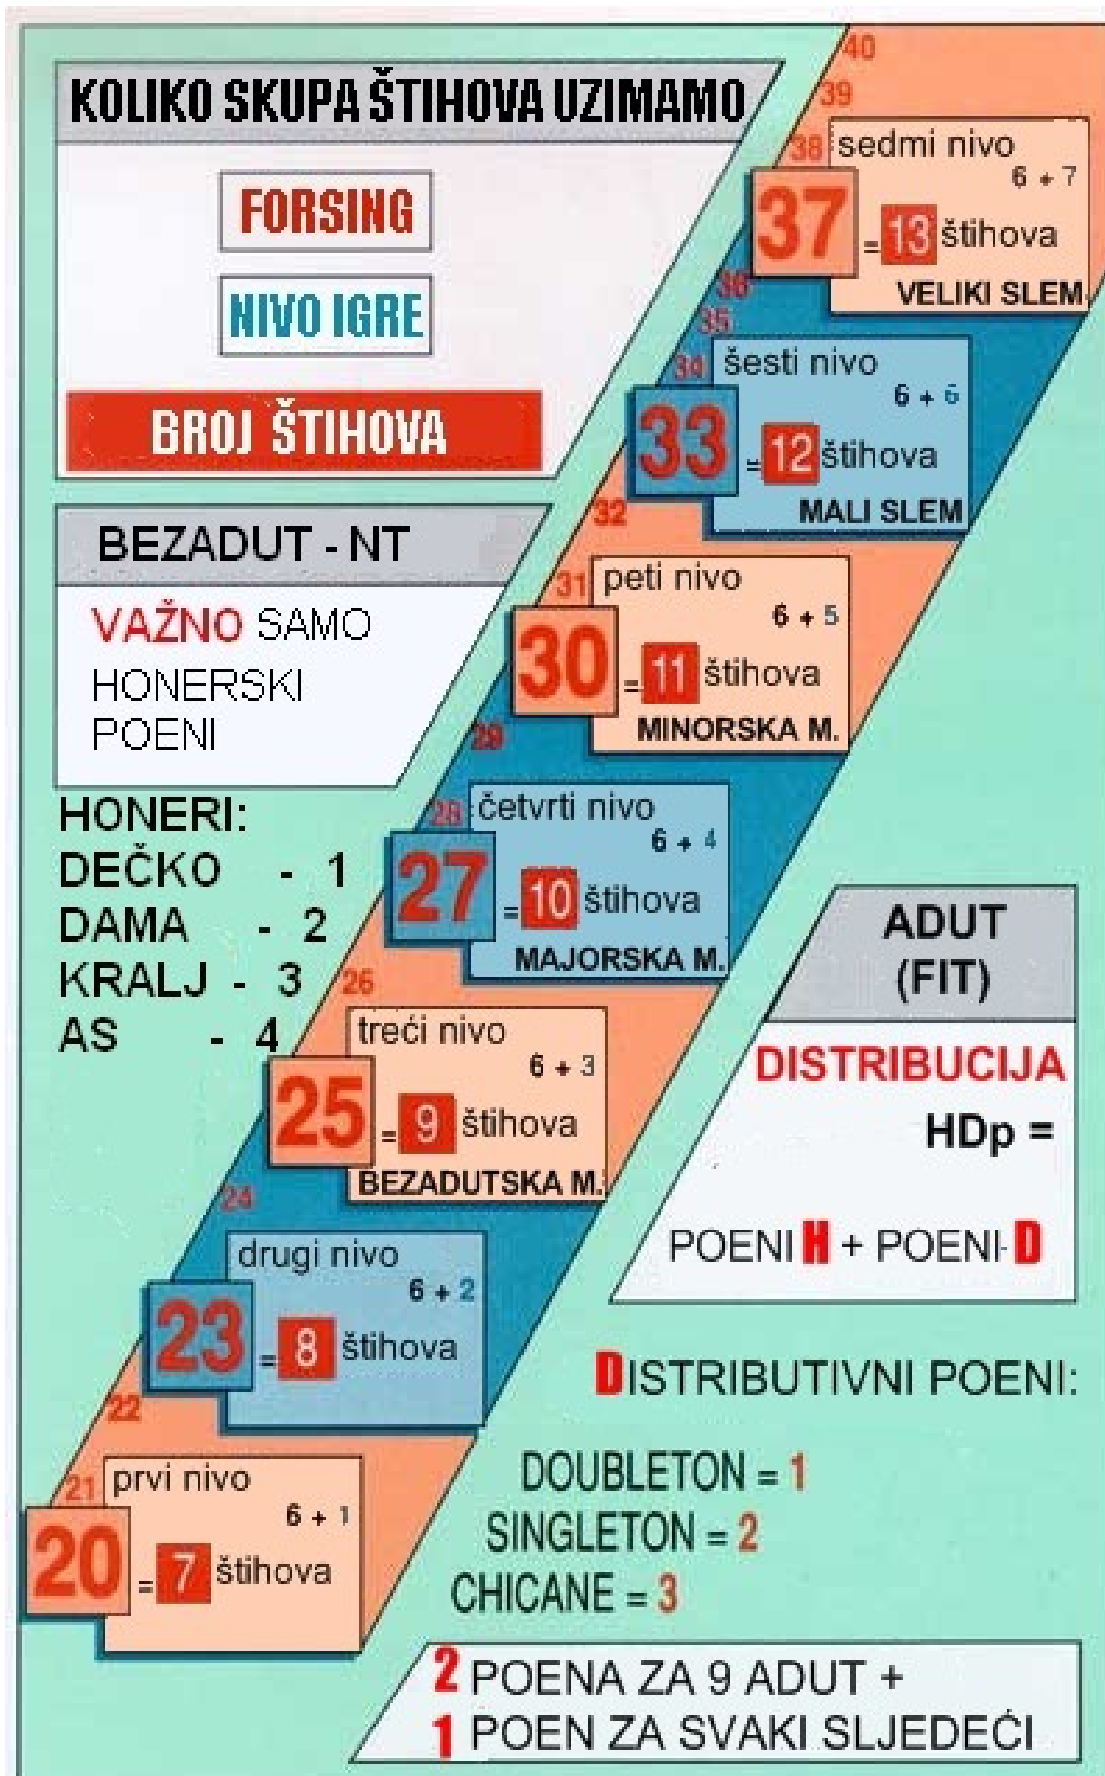 KOLIKO SKUPA ŠTIHOVA UZIMAMO
FORSING
NIVO IGRE
BROJ ŠTIHOVA
BEZADUT - NT
VAŽNO SAMO
HONERSKI
POENI
HONERI:
DEČKO - 1
DAMA - 2
KRALJ - 3
AS - 4
40
39
38
sedmi nivo
6 + 7
37 = 13 štihova
VELIKI SLEM
36
35
34
šesti nivo
6 + 6
33 = 12 štihova
MALI SLEM
32
31
peti nivo
6 + 5
30 = 11 štihova
MINORSKA M.
29
28
četvrti nivo
6 + 4
27 = 10 štihova
MAJORSKA M.
26
treći nivo
6 + 3
25 = 9 štihova
BEZADUTSKA M.
24
drugi nivo
6 + 2
23 = 8 štihova
22
21
prvi nivo
6 + 1
20 = 7 štihova
ADUT
(FIT)
DISTRIBUCIJA
HDp =
POENI H + POENI D
DISTRIBUTIVNI POENI:
DOUBLETON = 1
SINGLETON = 2
CHICANE = 3
2 POENA ZA 9 ADUT +
1 POEN ZA SVAKI SLJEDEĆI